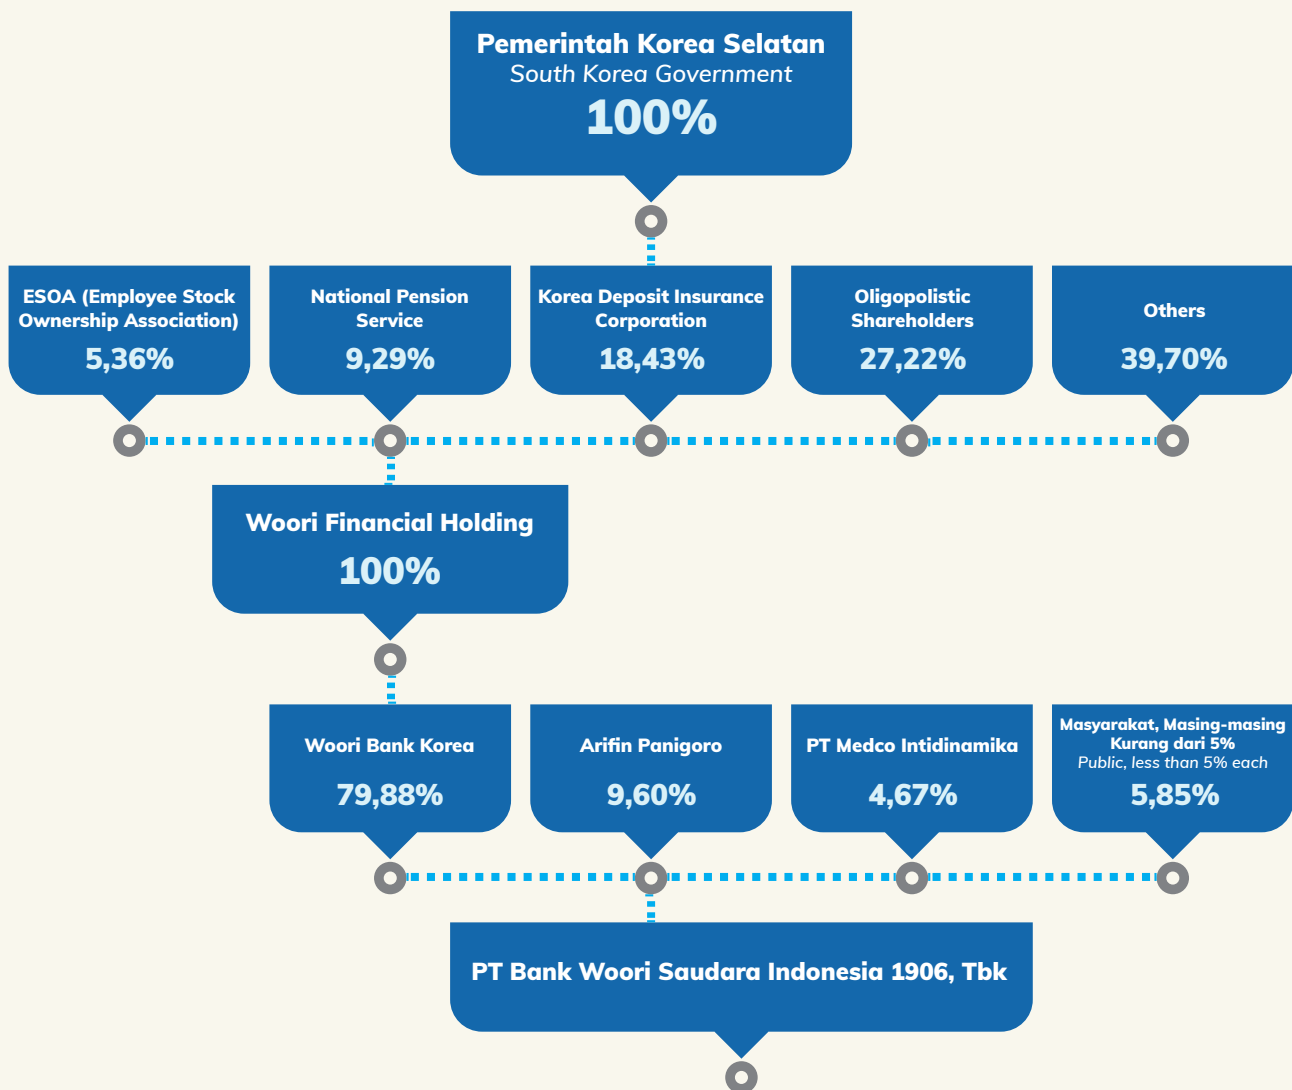 Pemerintah Korea Selatan
South Korea Government
100%
ESOA (Employee Stock
Ownership Association)
5,36%
National Pension
Service
9,29%
Korea Deposit Insurance
Corporation
18,43%
Oligopolistic
Shareholders
27,22%
Others
39,70%
Woori Financial Holding
100%
Woori Bank Korea
79,88%
Arifin Panigoro
9,60%
PT Medco Intidinamika
4,67%
Masyarakat, Masing-masing
Kurang dari 5%
Public, less than 5% each
5,85%
PT Bank Woori Saudara Indonesia 1906, Tbk